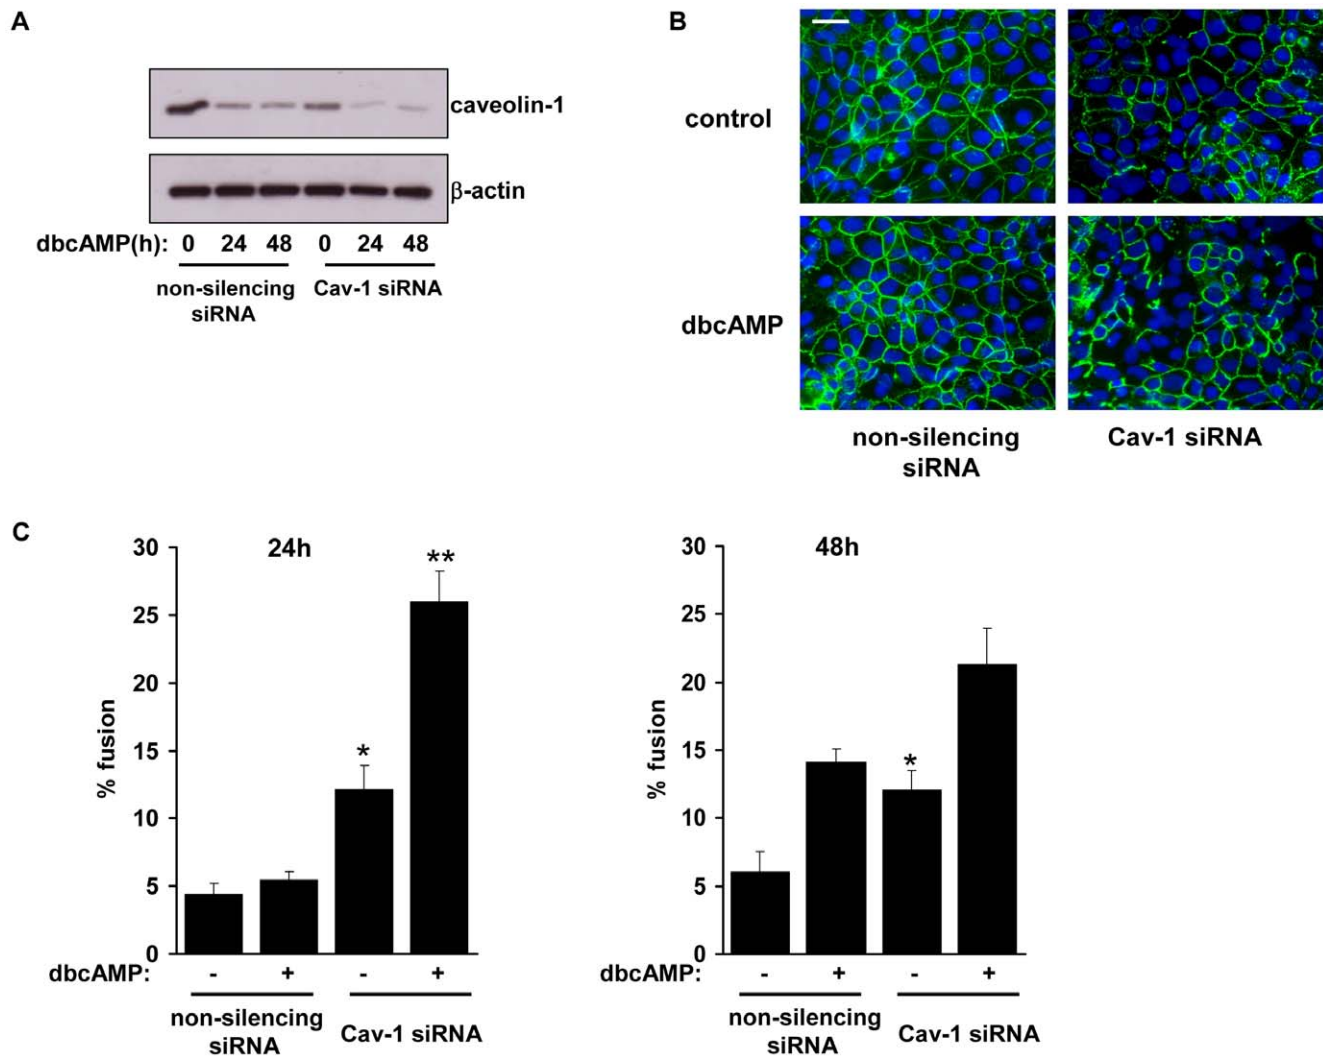 A
caveolin-1
β-actin
dbcAMP(h): 0 24 48 0 24 48
non-silencing
siRNA
Cav-1 siRNA
B
control
dbcAMP
non-silencing
siRNA
Cav-1 siRNA
C
24h
% fusion
30
25
20
15
10
5
0
*
**
dbcAMP: - + - +
non-silencing
siRNA
Cav-1 siRNA
48h
% fusion
30
25
20
15
10
5
0
*
dbcAMP: - + - +
non-silencing
siRNA
Cav-1 siRNA